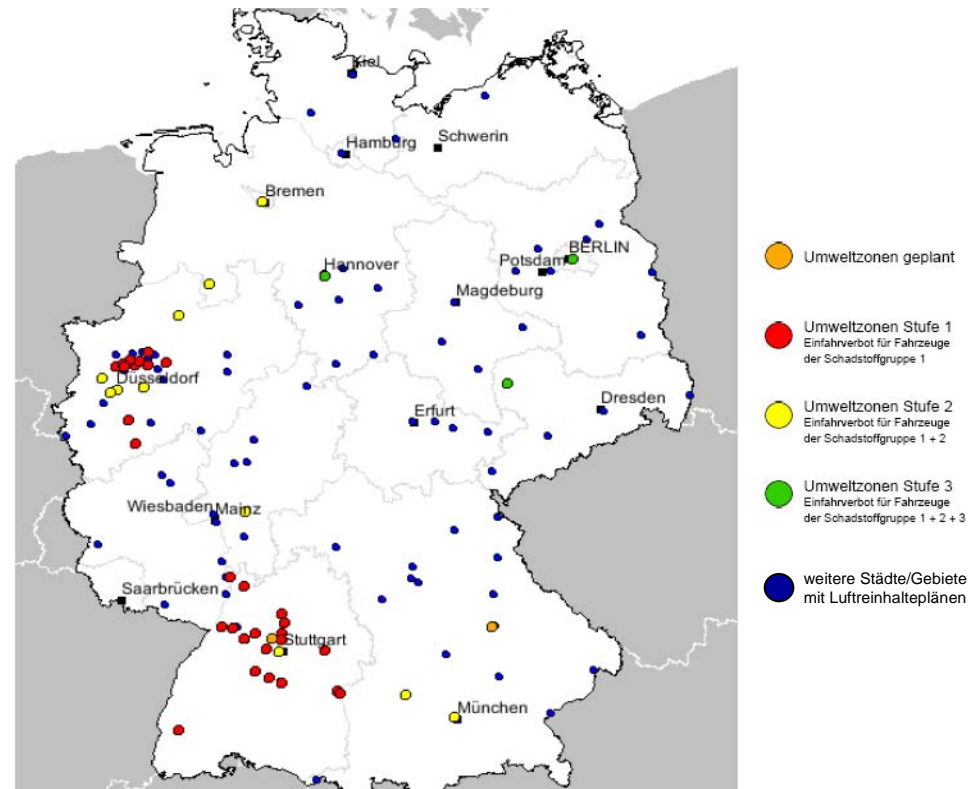 Kiel
Schwerin
Hamburg
Bremen
BERLIN
Hannover
Potsdam
Magdeburg
Düsseldorf
Dresden
Erfurt
Wiesbaden Mainz
Saarbrücken
Stuttgart
München
Umweltzonen geplant
Umweltzonen Stufe 1
Einfahrverbot für Fahrzeuge
der Schadstoffgruppe 1
Umweltzonen Stufe 2
Einfahrverbot für Fahrzeuge
der Schadstoffgruppe 1 + 2
Umweltzonen Stufe 3
Einfahrverbot für Fahrzeuge
der Schadstoffgruppe 1 + 2 + 3
weitere Städte/Gebiete
mit Luftreinhalteplänen